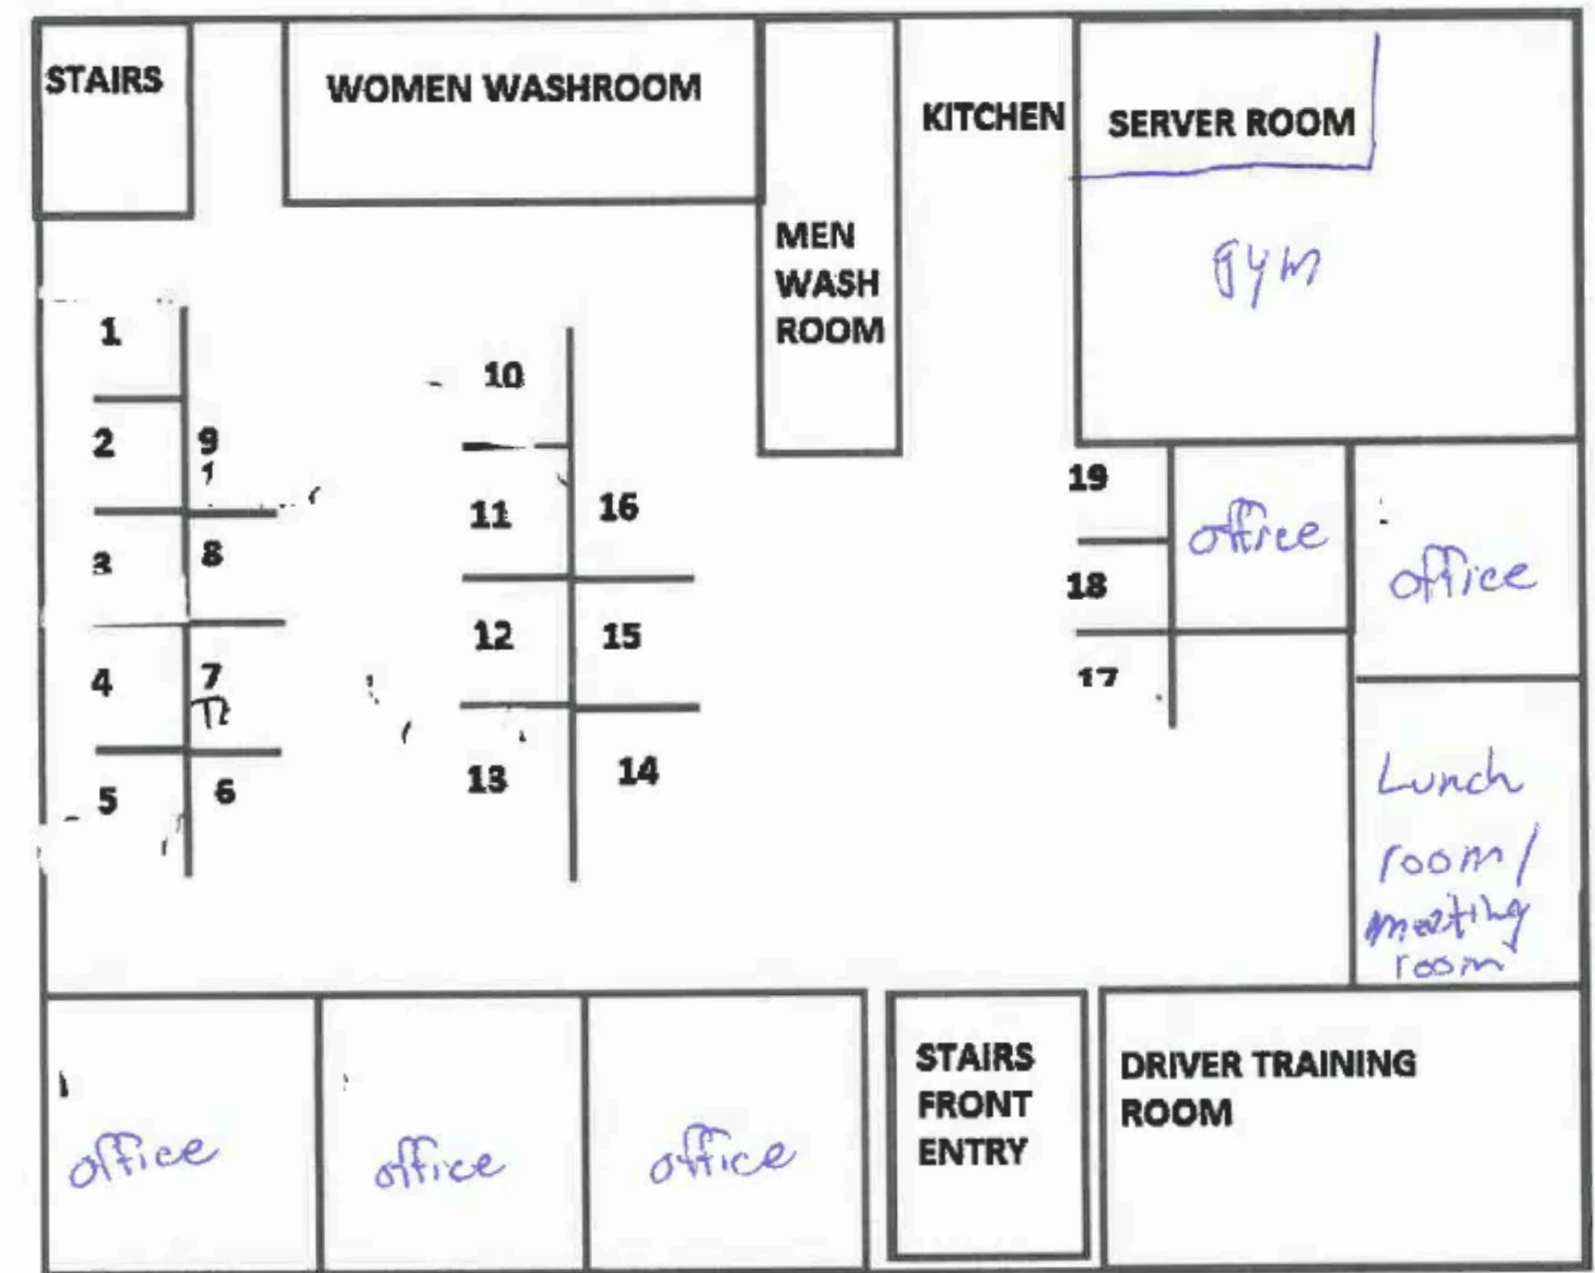 STAIRS
WOMEN WASHROOM
MEN
WASH
ROOM
KITCHEN
SERVER ROOM
gym
1
2
3
4
5
9
8
7
6
10
11
12
13
16
15
14
19
18
17
office
office
Lunch
room/
meeting
room
office
office
office
STAIRS
FRONT
ENTRY
DRIVER TRAINING
ROOM